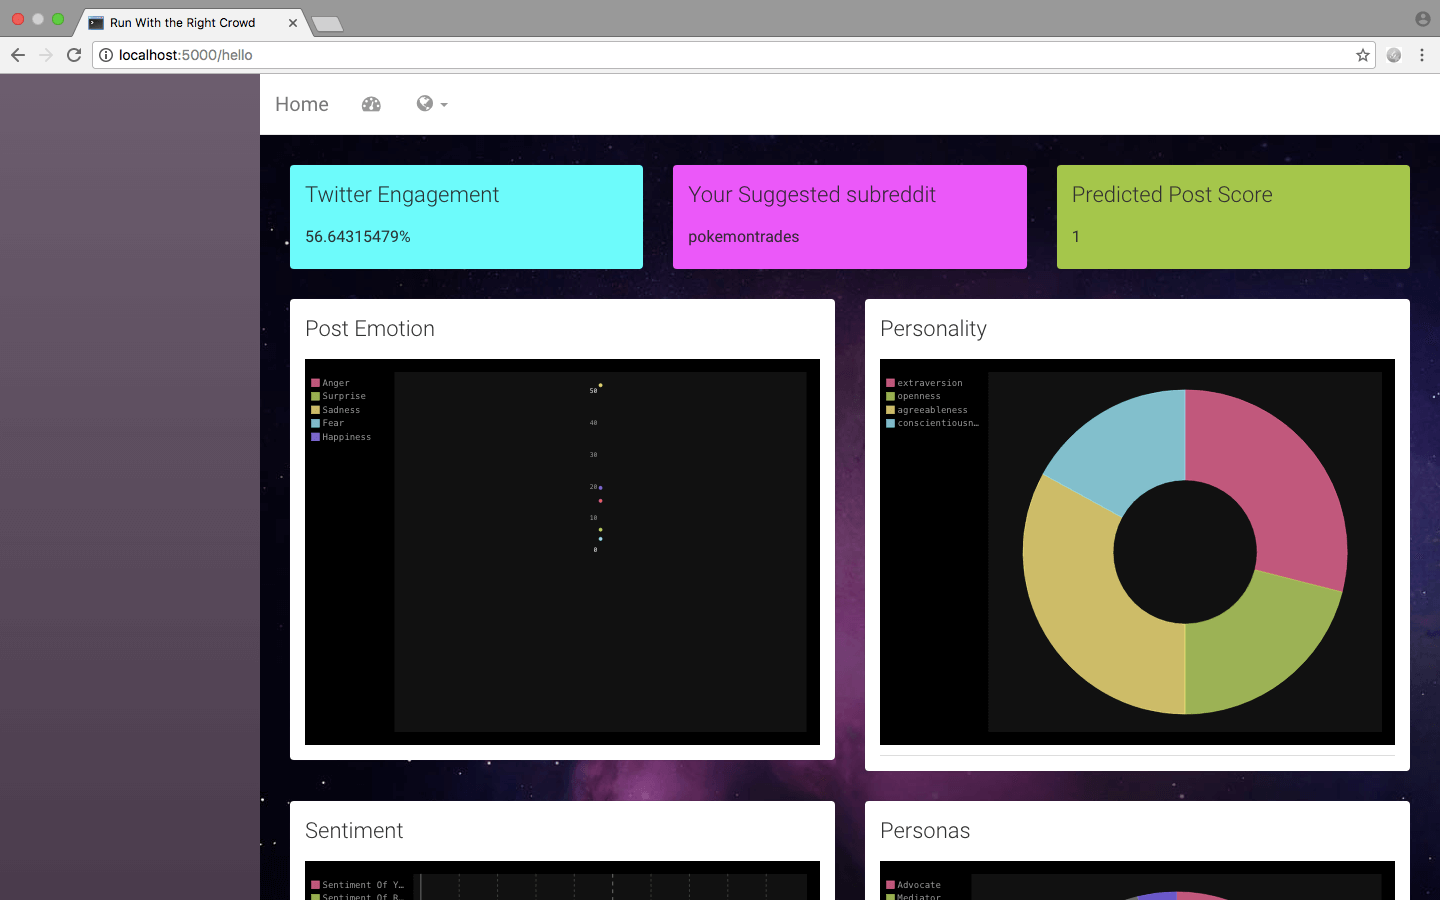 Run With the Right Crowd
localhost:5000/hello
Home
Twitter Engagement
56.64315479%
Your Suggested subreddit
pokemontrades
Predicted Post Score
1
Post Emotion
Anger
Surprise
Sadness
Fear
Happiness
50
40
30
20
10
0
Personality
extraversion
openness
agreeableness
conscientiousn…
Sentiment
Sentiment Of Y…
Sentiment Of R…
Personas
Advocate
Mediator